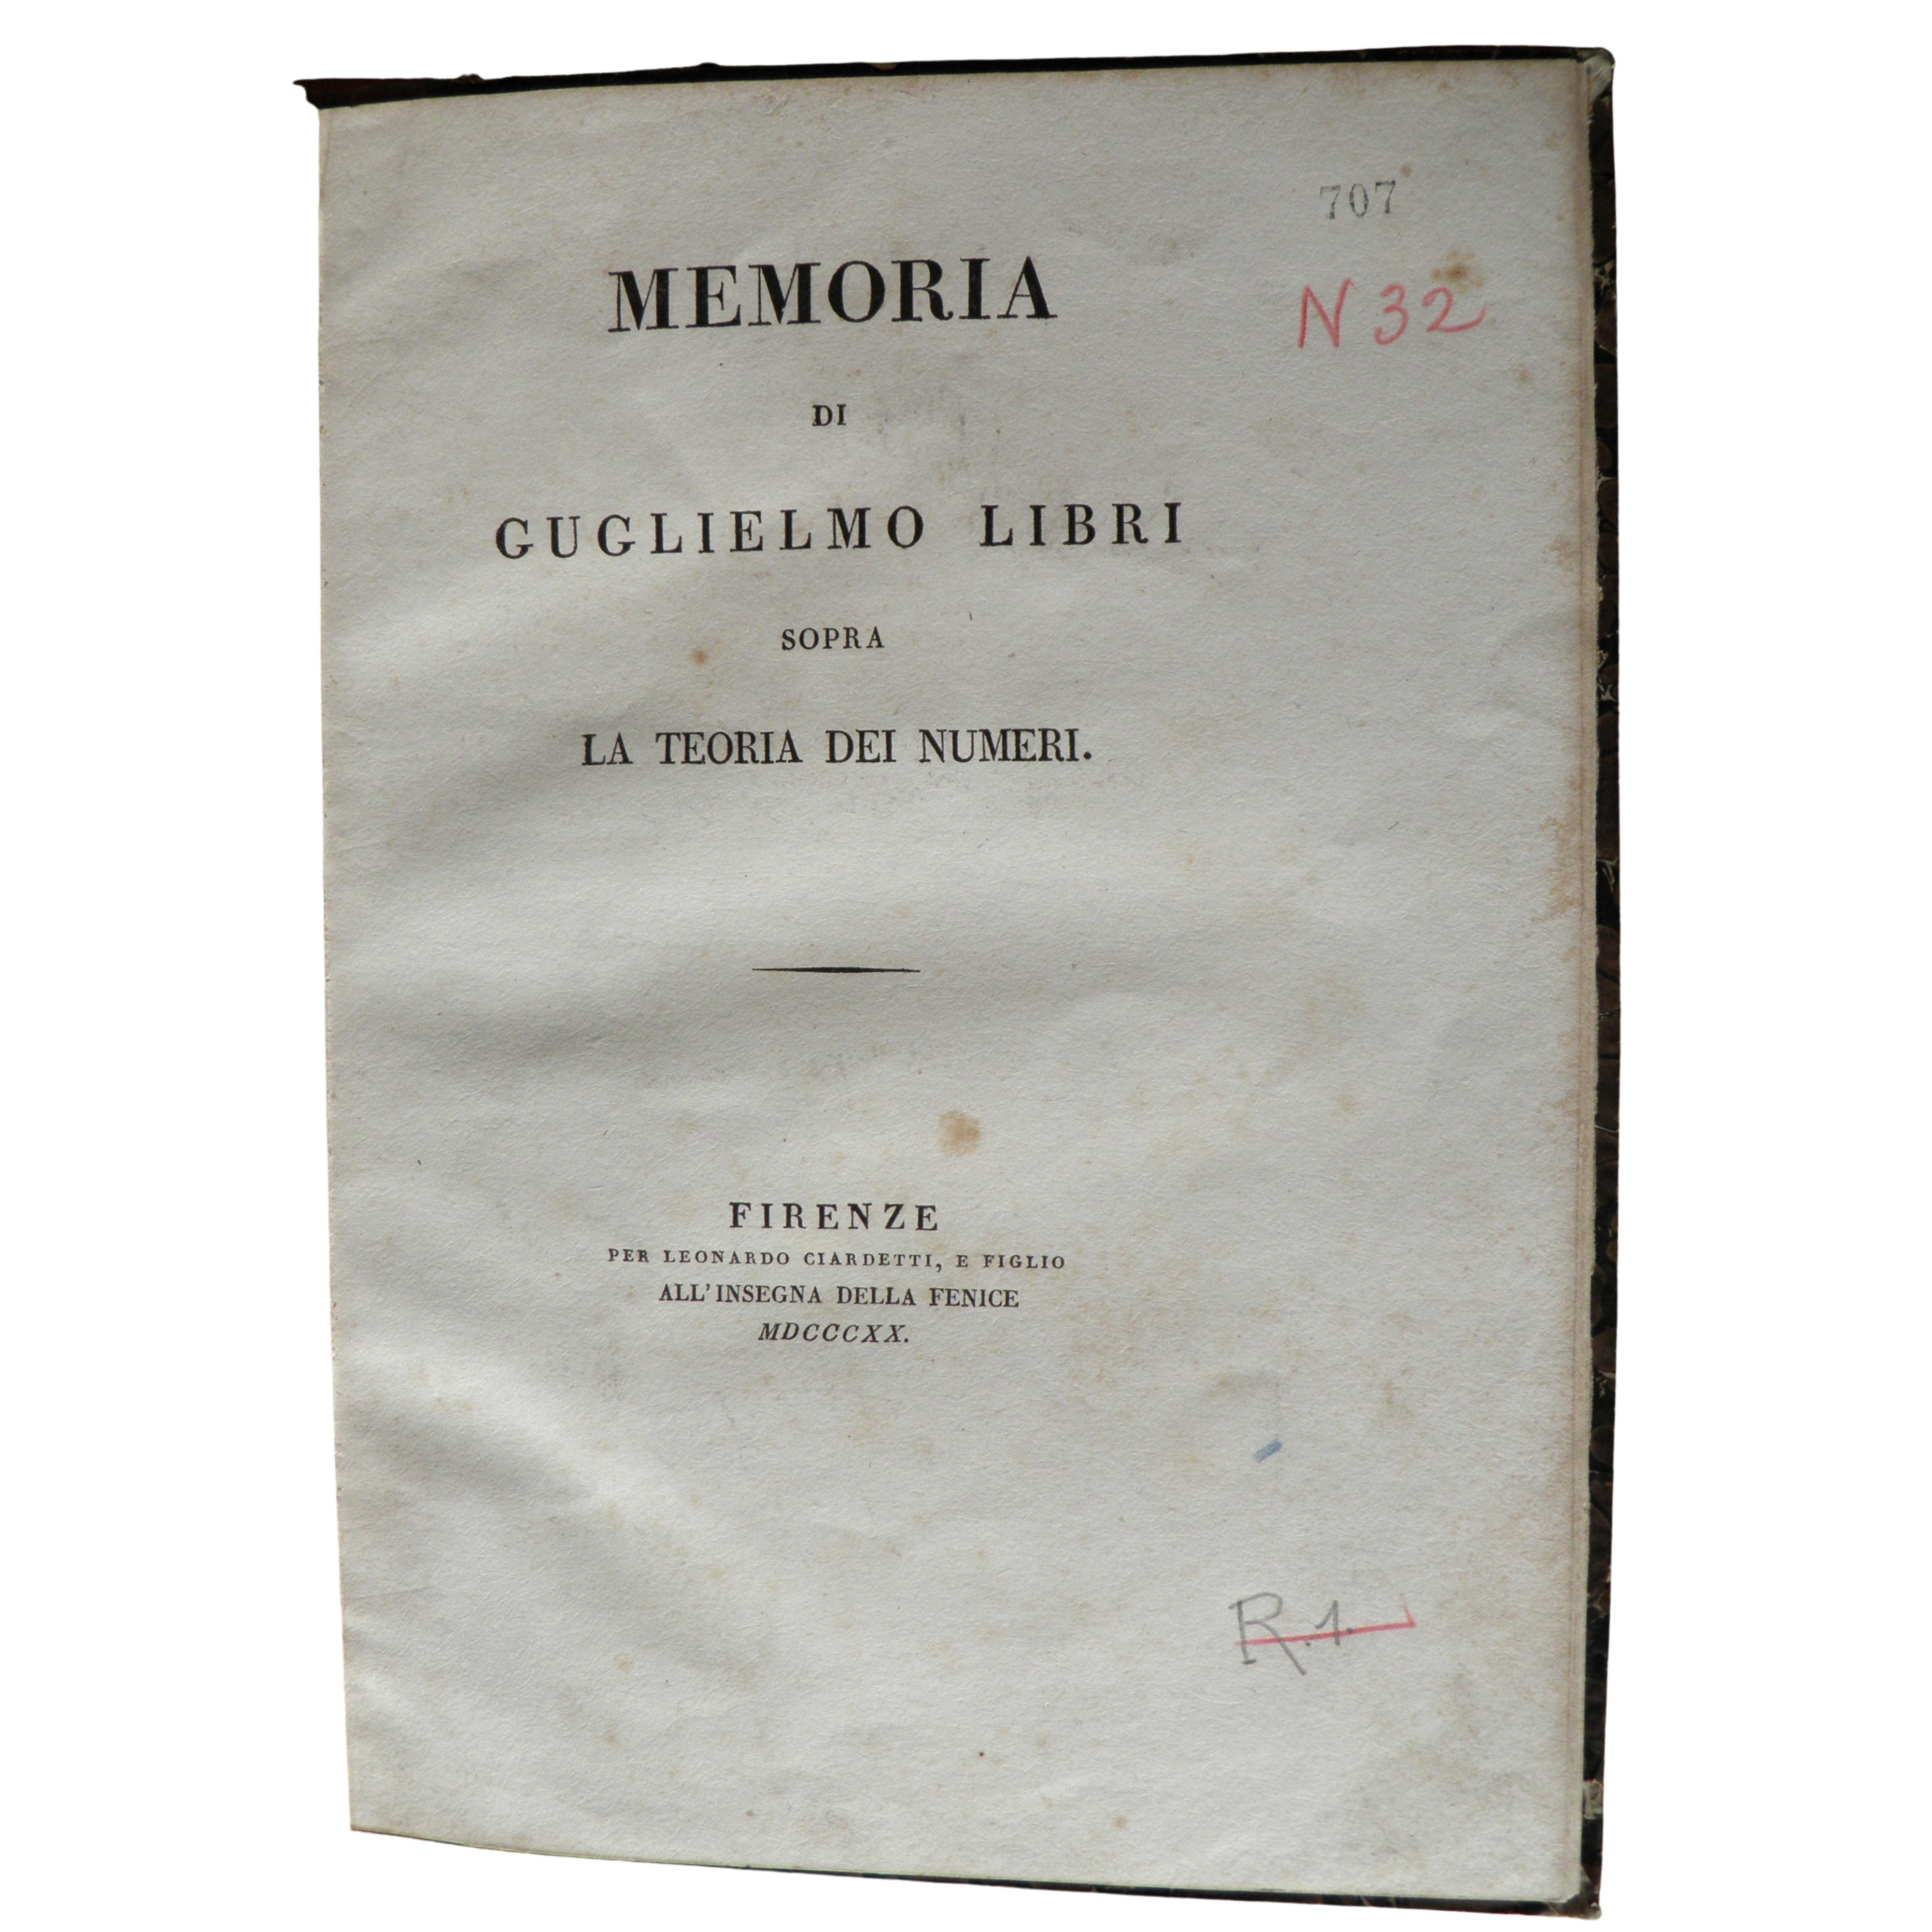 707
N 32
MEMORIA
DI
GUGLIELMO LIBRI
SOPRA
LA TEORIA DEI NUMERI.
FIRENZE
PER LEONARDO CIARDETTI, E FIGLIO
ALL'INSEGNA DELLA FENICE
MDCCCXX.
R.1.